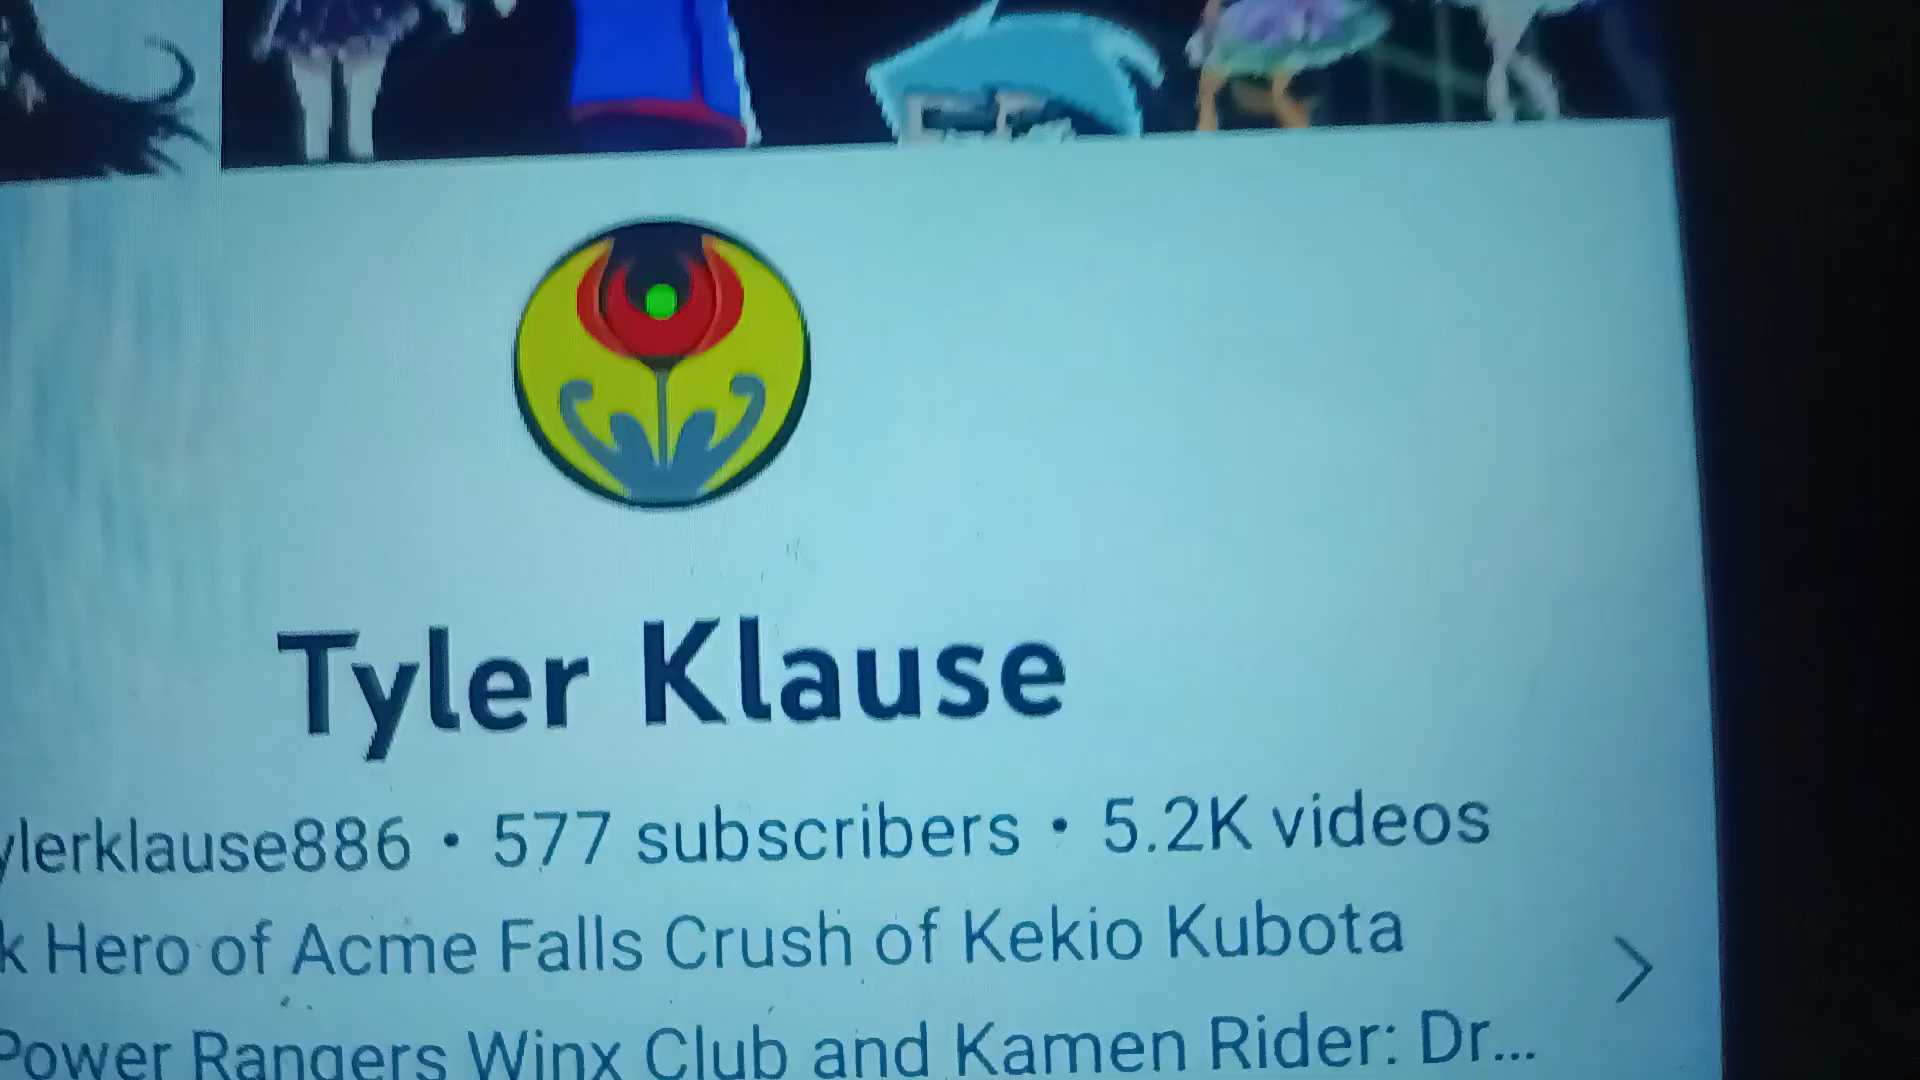 Tyler Klause
ylerklause886 • 577 subscribers • 5.2K videos
k Hero of Acme Falls Crush of Kekio Kubota
Power Rangers Winx Club and Kamen Rider: Dr...